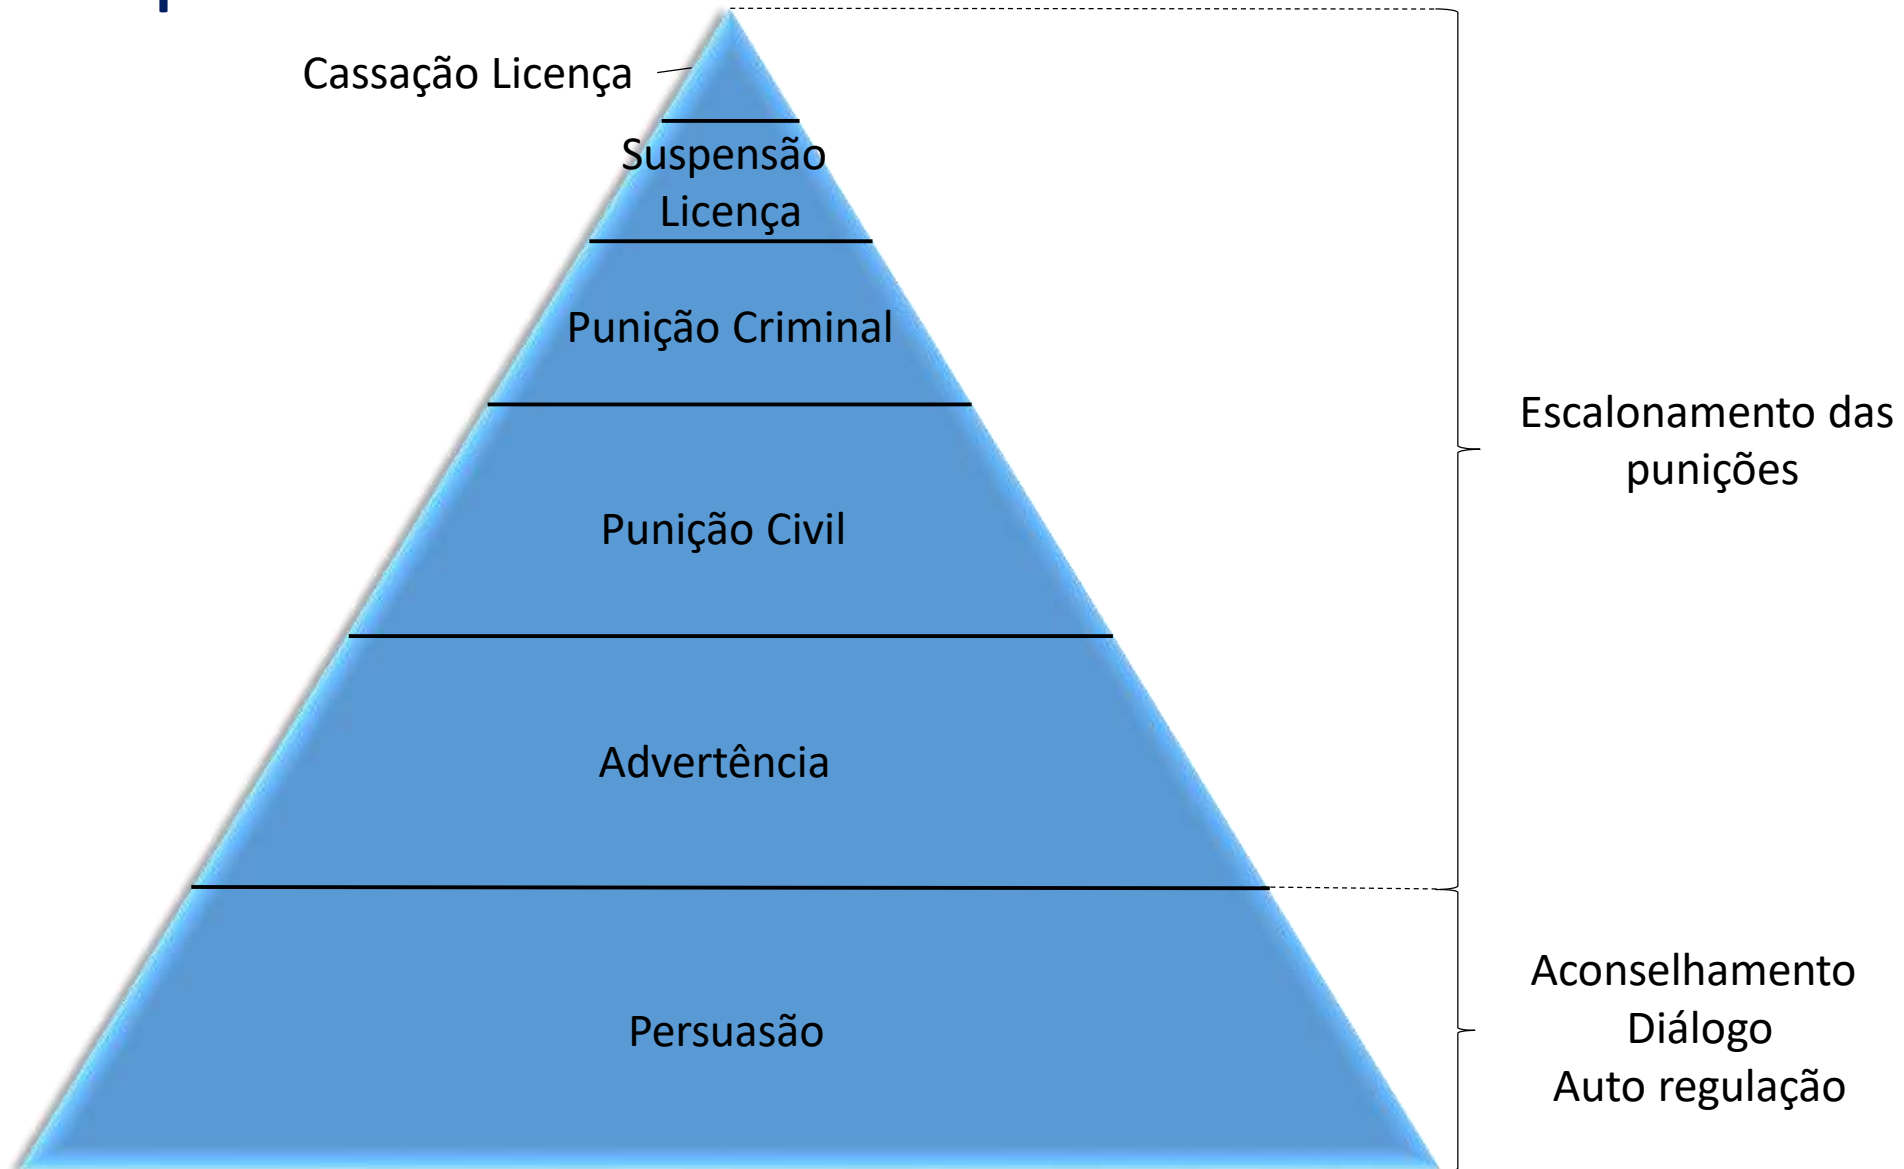 Cassação Licença
Suspensão
Licença
Punição Criminal
Punição Civil
Advertência
Persuasão
Escalonamento das
punições
Aconselhamento
Diálogo
Auto regulação